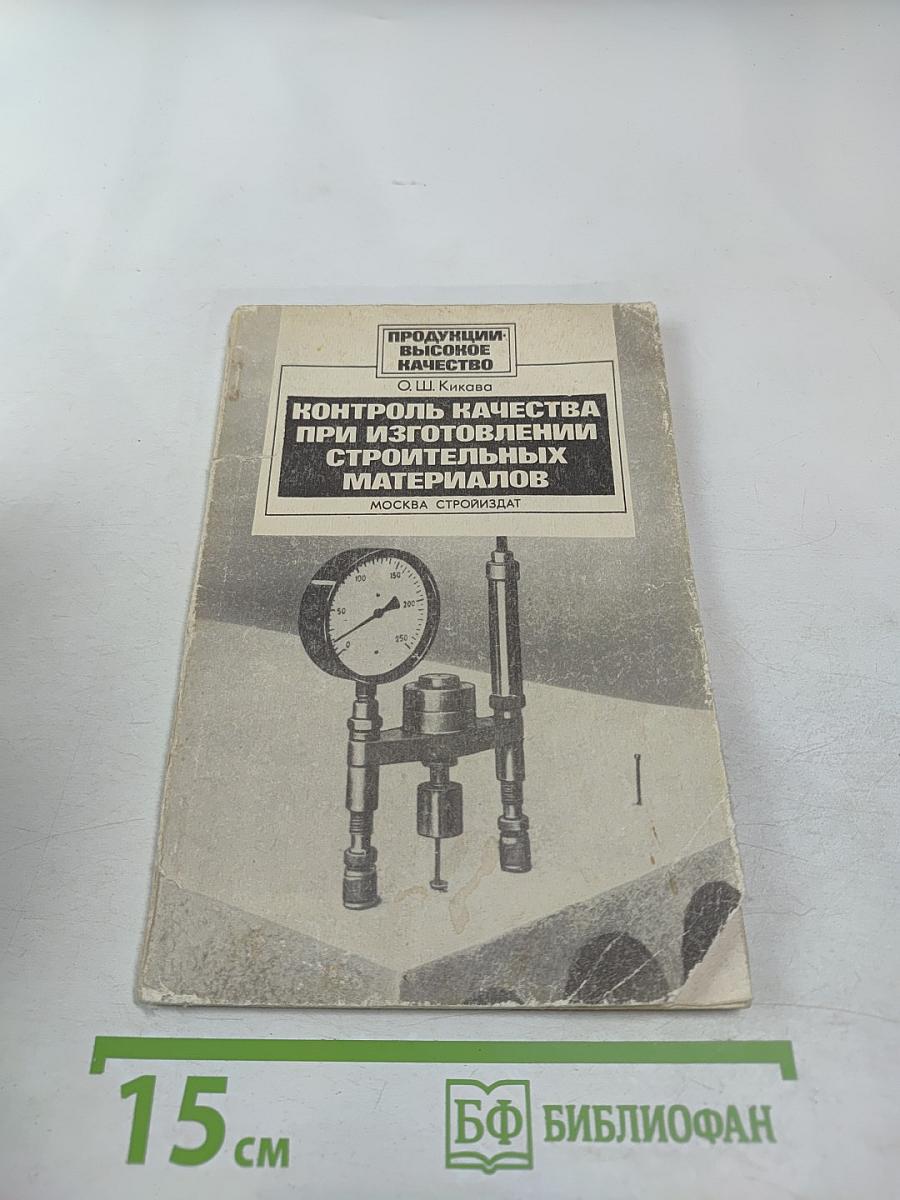 ПРОДУКЦИИ-
ВЫСОКОЕ
КАЧЕСТВО
О. Ш. Кикава
КОНТРОЛЬ КАЧЕСТВА
ПРИ ИЗГОТОВЛЕНИИ
СТРОИТЕЛЬНЫХ
МАТЕРИАЛОВ
МОСКВА СТРОЙИЗДАТ
0
50
100
150
200
250
15 см
БФ БИБЛИОФАН